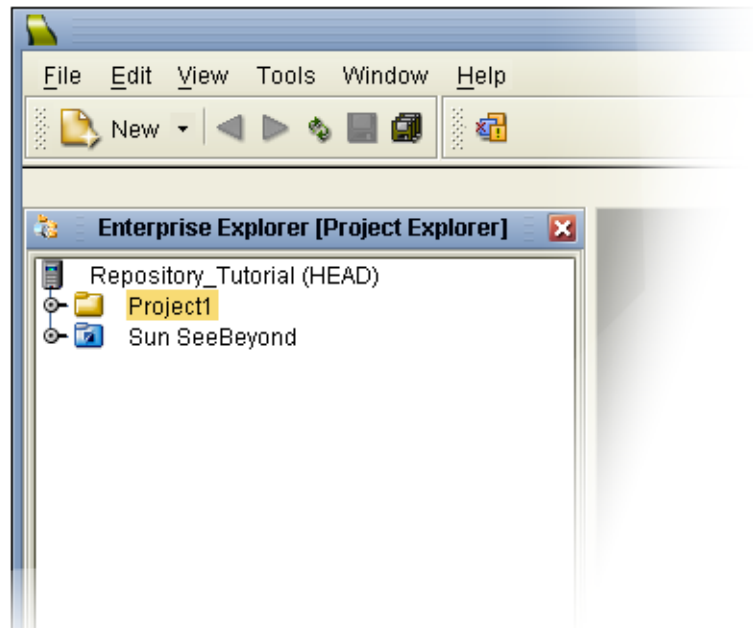 File Edit View Tools Window Help
New
Enterprise Explorer [Project Explorer]
Repository_Tutorial (HEAD)
Project1
Sun SeeBeyond